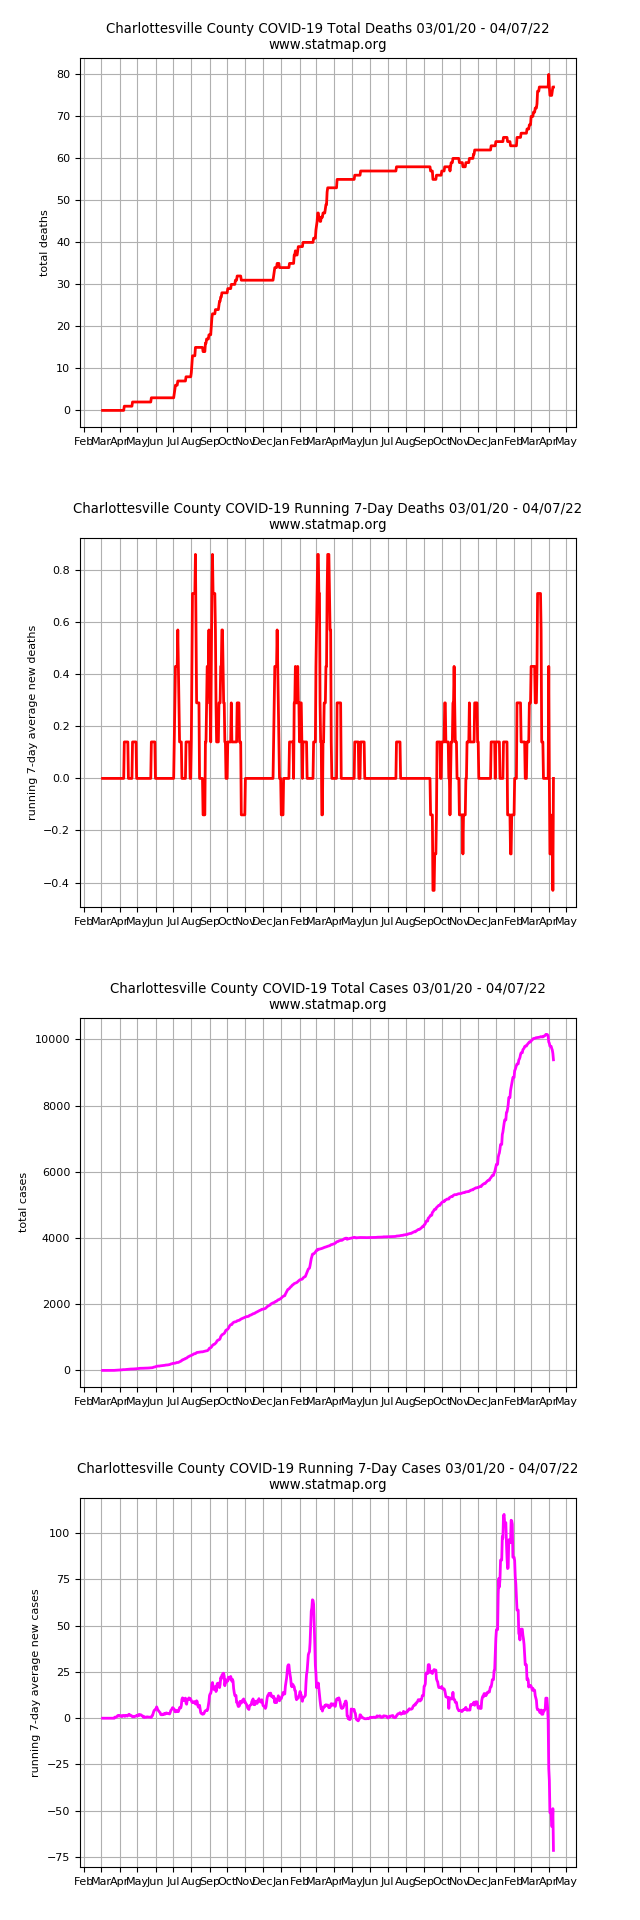 Charlottesville County COVID-19 Total Deaths 03/01/20 - 04/07/22
www.statmap.org
80
70
60
50
40
30
20
10
0
total deaths
Feb Mar Apr May Jun Jul Aug Sep Oct Nov Dec Jan Feb Mar Apr May Jun Jul Aug Sep Oct Nov Dec Jan Feb Mar Apr May
Charlottesville County COVID-19 Running 7-Day Deaths 03/01/20 - 04/07/22
www.statmap.org
0.8
0.6
0.4
0.2
0.0
−0.2
−0.4
running 7-day average new deaths
Feb Mar Apr May Jun Jul Aug Sep Oct Nov Dec Jan Feb Mar Apr May Jun Jul Aug Sep Oct Nov Dec Jan Feb Mar Apr May
Charlottesville County COVID-19 Total Cases 03/01/20 - 04/07/22
www.statmap.org
10000
8000
6000
4000
2000
0
total cases
Feb Mar Apr May Jun Jul Aug Sep Oct Nov Dec Jan Feb Mar Apr May Jun Jul Aug Sep Oct Nov Dec Jan Feb Mar Apr May
Charlottesville County COVID-19 Running 7-Day Cases 03/01/20 - 04/07/22
www.statmap.org
100
75
50
25
0
−25
−50
−75
running 7-day average new cases
Feb Mar Apr May Jun Jul Aug Sep Oct Nov Dec Jan Feb Mar Apr May Jun Jul Aug Sep Oct Nov Dec Jan Feb Mar Apr May